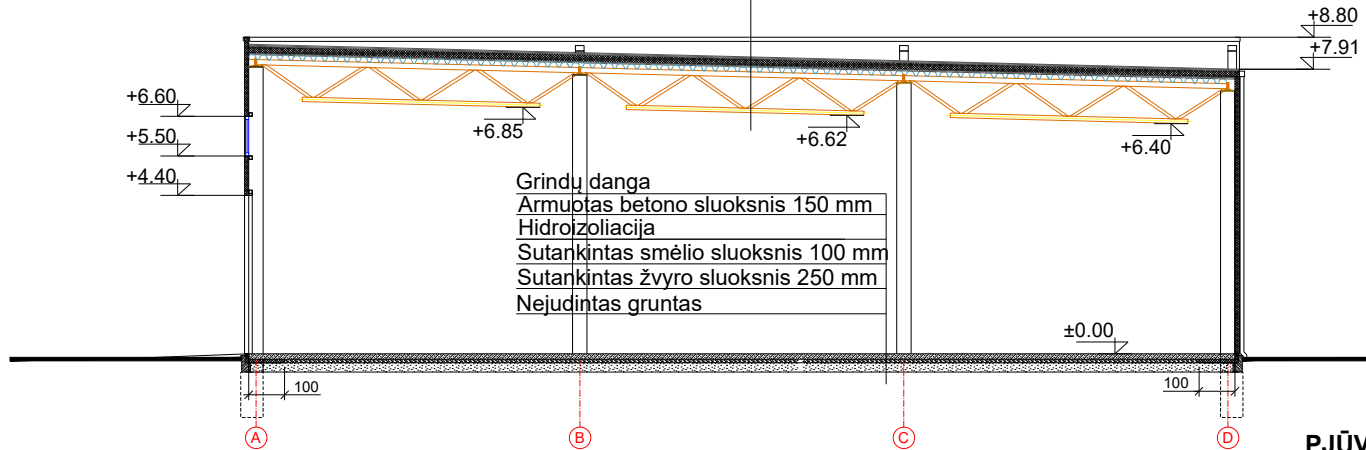 +8.80
+7.91
+6.60
+5.50
+4.40
+6.85
+6.62
+6.40
Grindų danga
Armuotas betono sluoksnis 150 mm
Hidroizoliacija
Sutankintas smėlio sluoksnis 100 mm
Sutankintas žvyro sluoksnis 250 mm
Nejudintas gruntas
±0.00
100
100
A
B
C
D
PJŪV